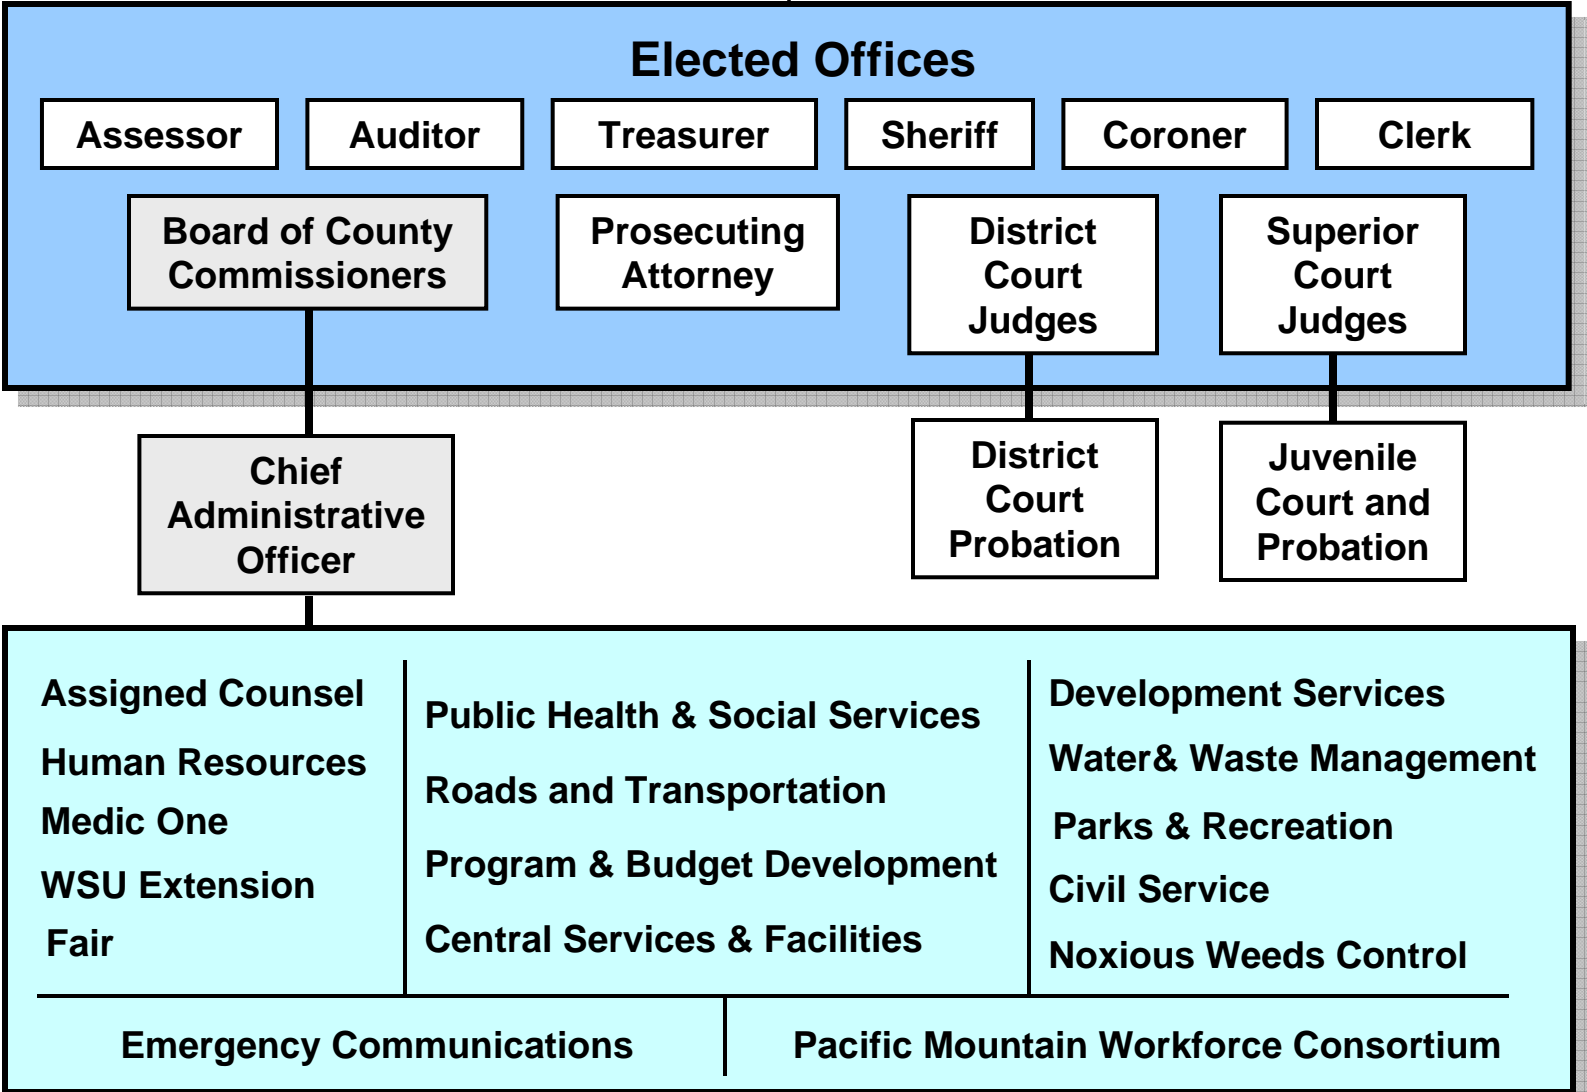 Elected Offices
Assessor
Auditor
Treasurer
Sheriff
Coroner
Clerk
Board of County
Commissioners
Prosecuting
Attorney
District
Court
Judges
Superior
Court
Judges
Chief
Administrative
Officer
District
Court
Probation
Juvenile
Court and
Probation
Assigned Counsel
Human Resources
Medic One
WSU Extension
Fair
Public Health & Social Services
Roads and Transportation
Program & Budget Development
Central Services & Facilities
Development Services
Water& Waste Management
Parks & Recreation
Civil Service
Noxious Weeds Control
Emergency Communications
Pacific Mountain Workforce Consortium